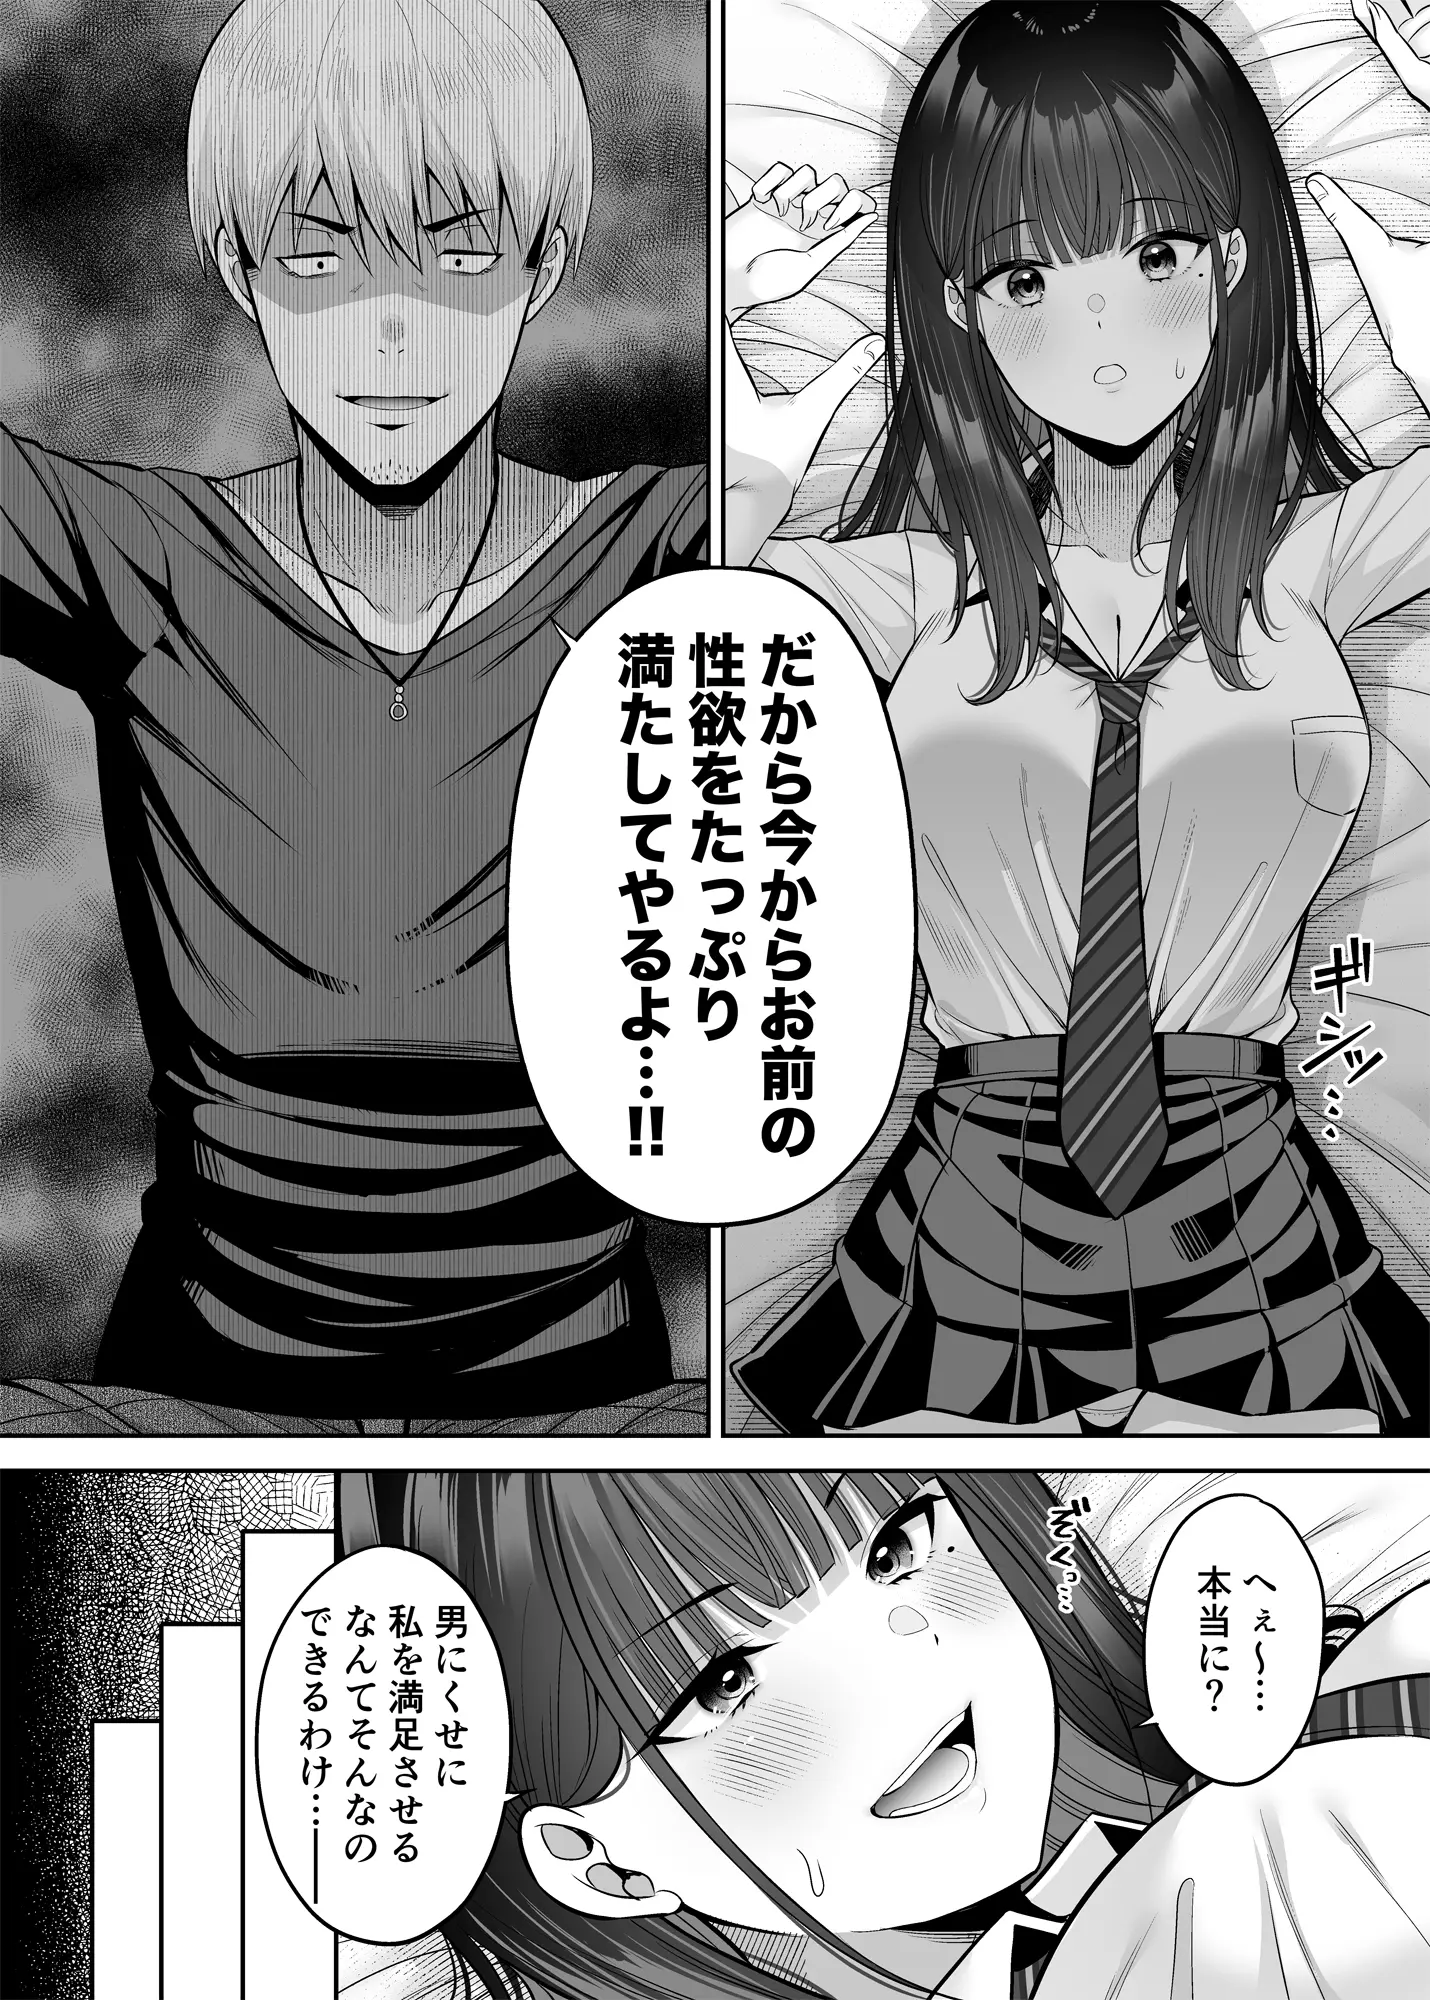 だから今からお前の
性欲をたっぷり
満たしてやるよ…!!
ギシッ…
へぇ～…
本当に？
ぞくっ…
男にくせに
私を満足させる
なんてそんなの
できるわけ…――